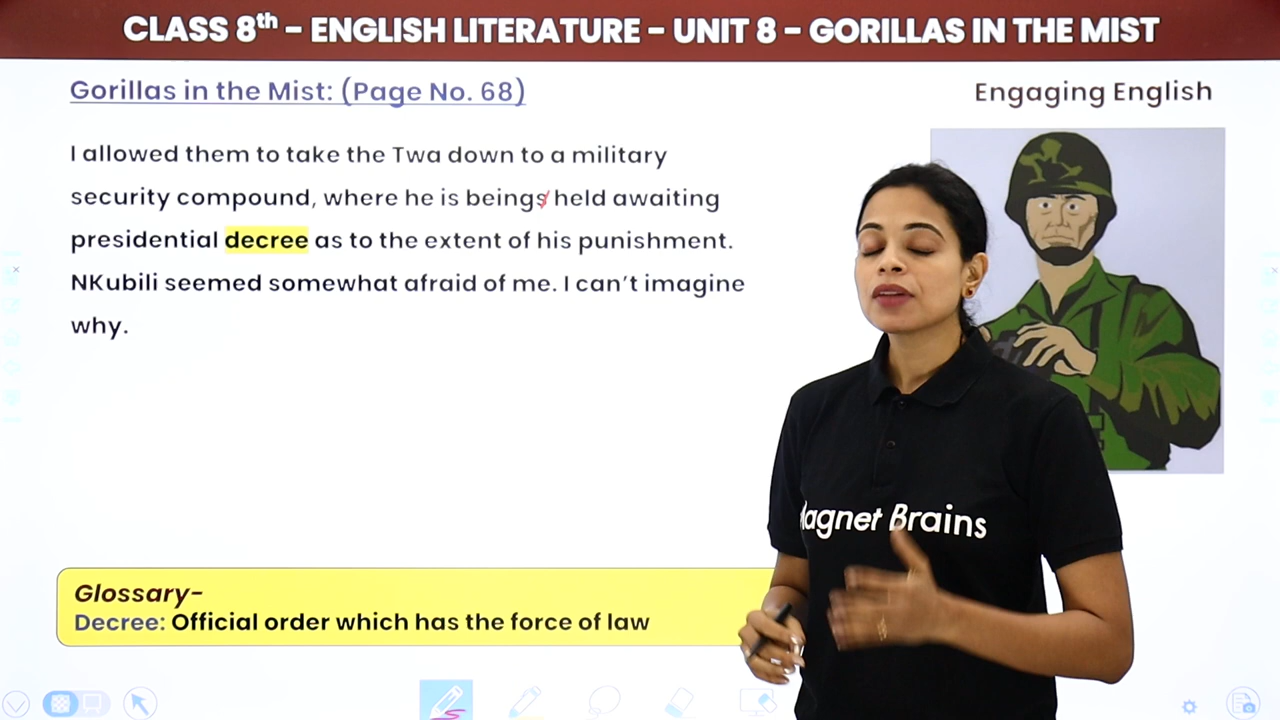 CLASS 8th – ENGLISH LITERATURE – UNIT 8 – GORILLAS IN THE MIST
Gorillas in the Mist: (Page No. 68)
Engaging English
I allowed them to take the Twa down to a military
security compound, where he is beings held awaiting
presidential decree as to the extent of his punishment.
NKubili seemed somewhat afraid of me. I can't imagine
why.
Magnet Brains
Glossary-
Decree: Official order which has the force of law